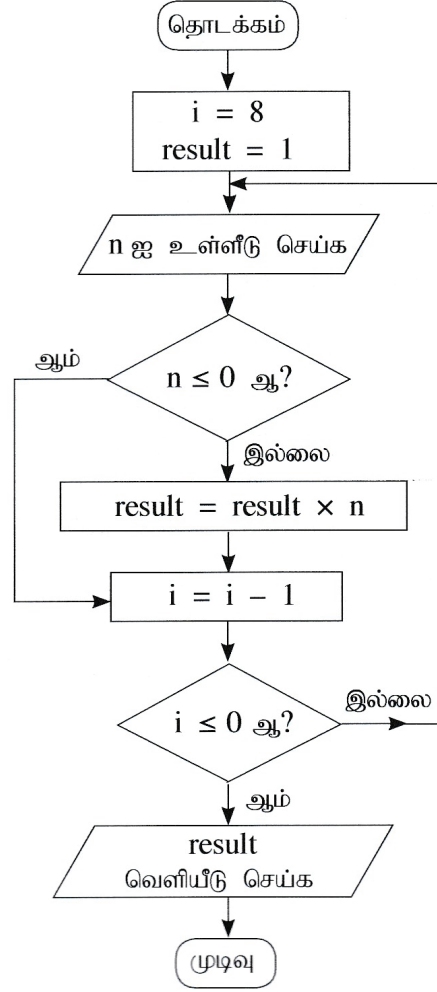 தொடக்கம்
i = 8
result = 1
n ஐ உள்ளீடு செய்க
ஆம்
n ≤ 0 ஆ?
இல்லை
result = result × n
i = i – 1
i ≤ 0 ஆ?
இல்லை
ஆம்
result
வெளியீடு செய்க
முடிவு